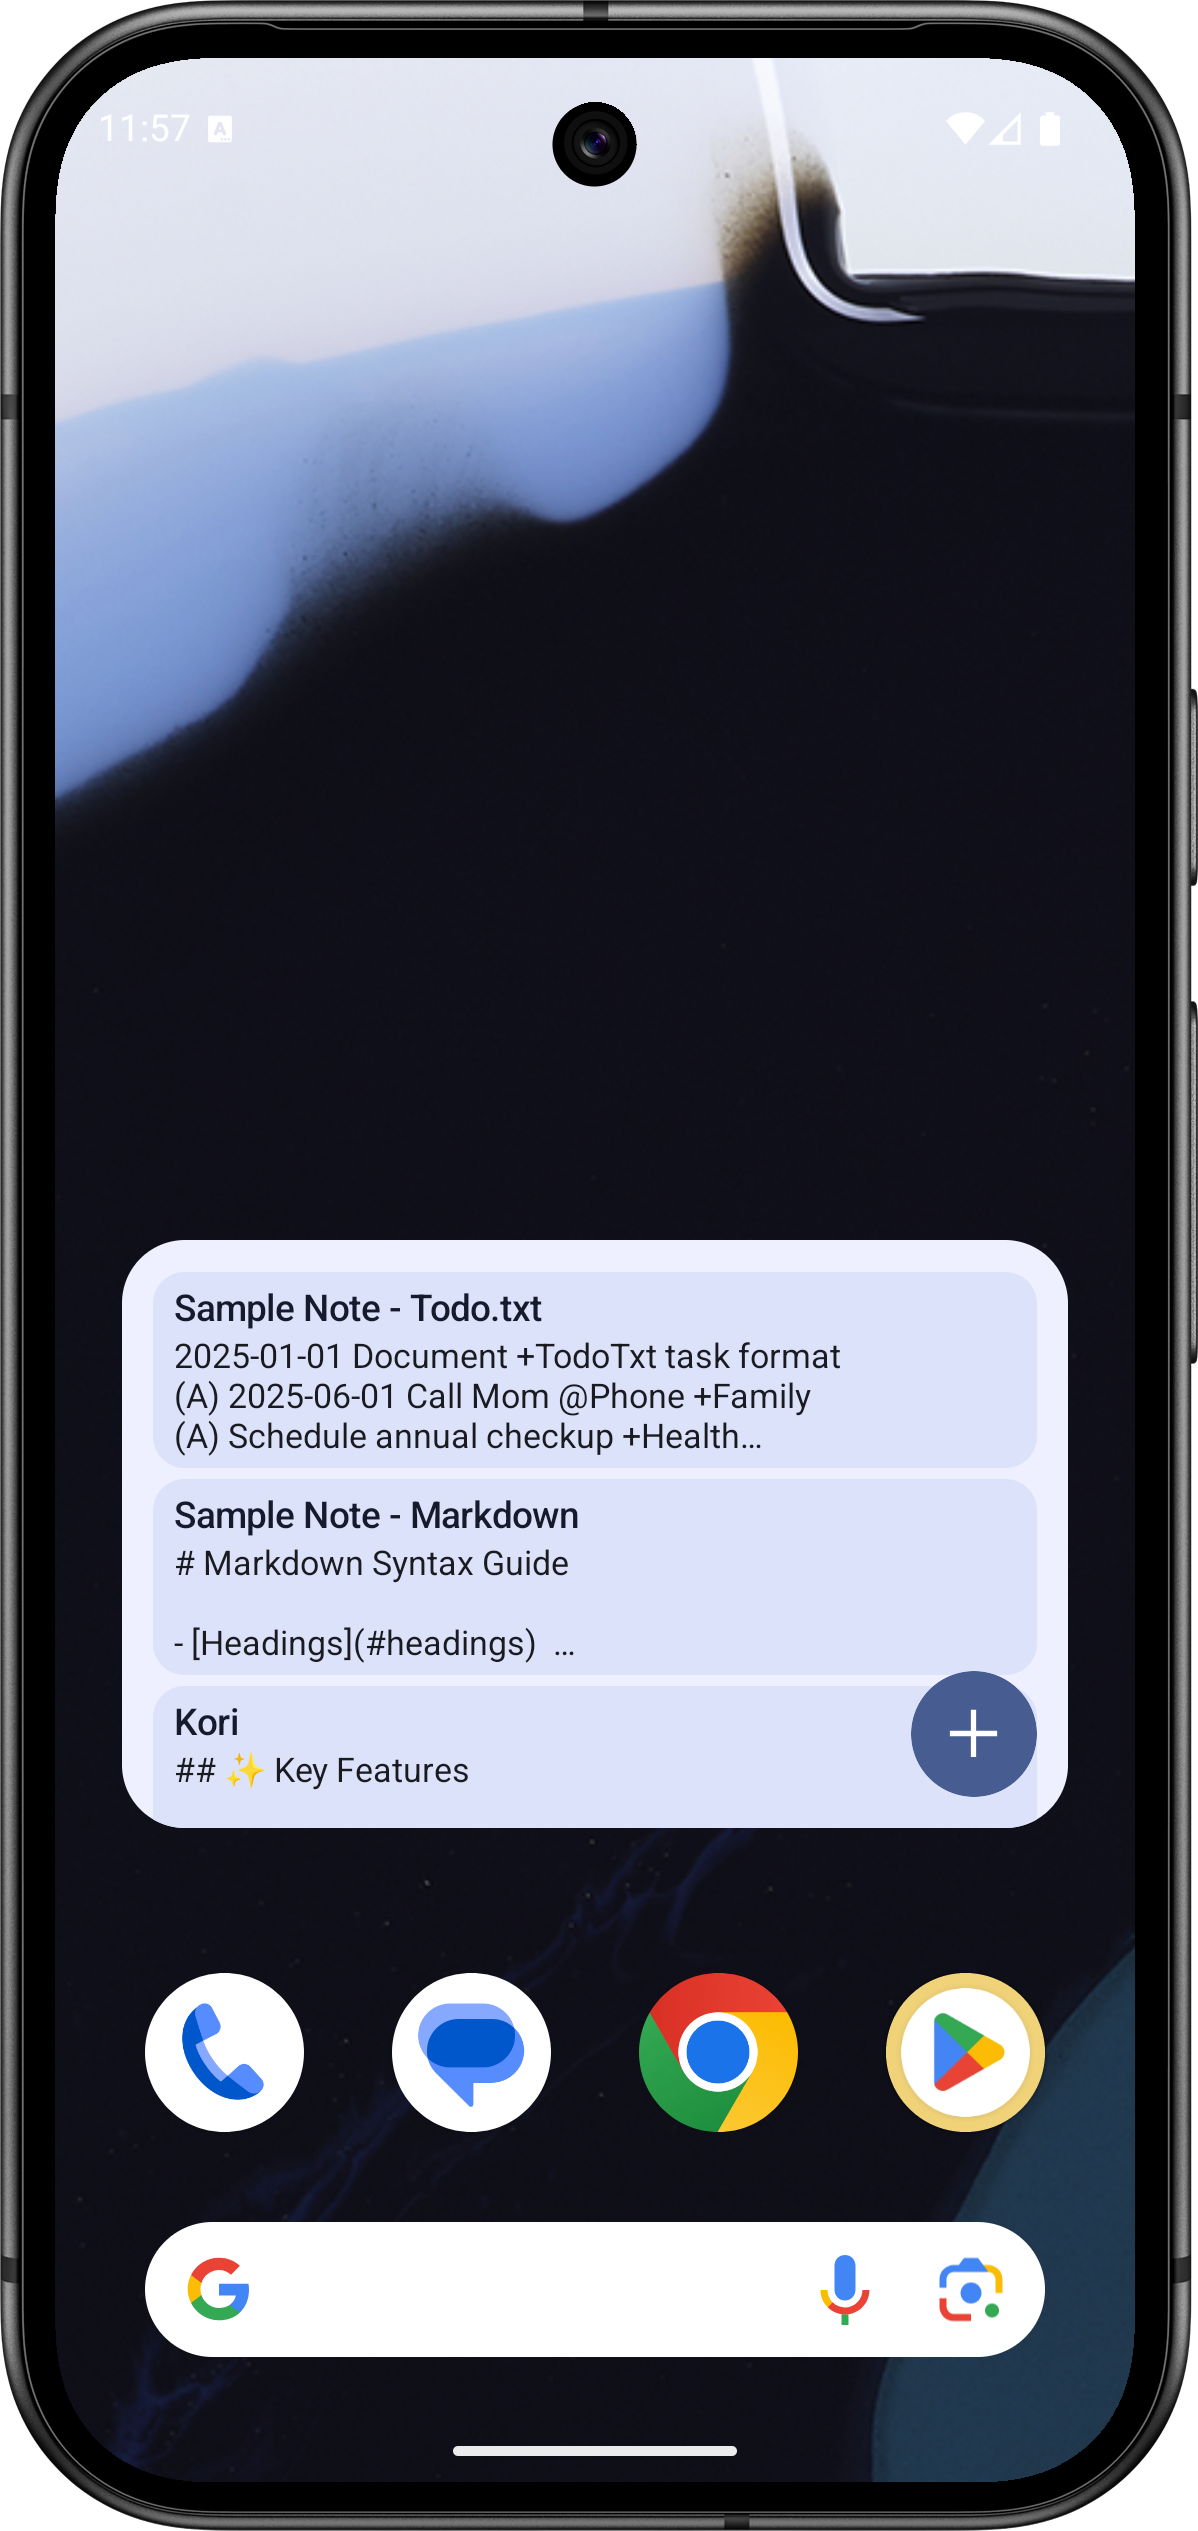 11:57
Sample Note - Todo.txt
2025-01-01 Document +TodoTxt task format
(A) 2025-06-01 Call Mom @Phone +Family
(A) Schedule annual checkup +Health…
Sample Note - Markdown
# Markdown Syntax Guide
- [Headings](#headings) …
Kori
## ✨ Key Features